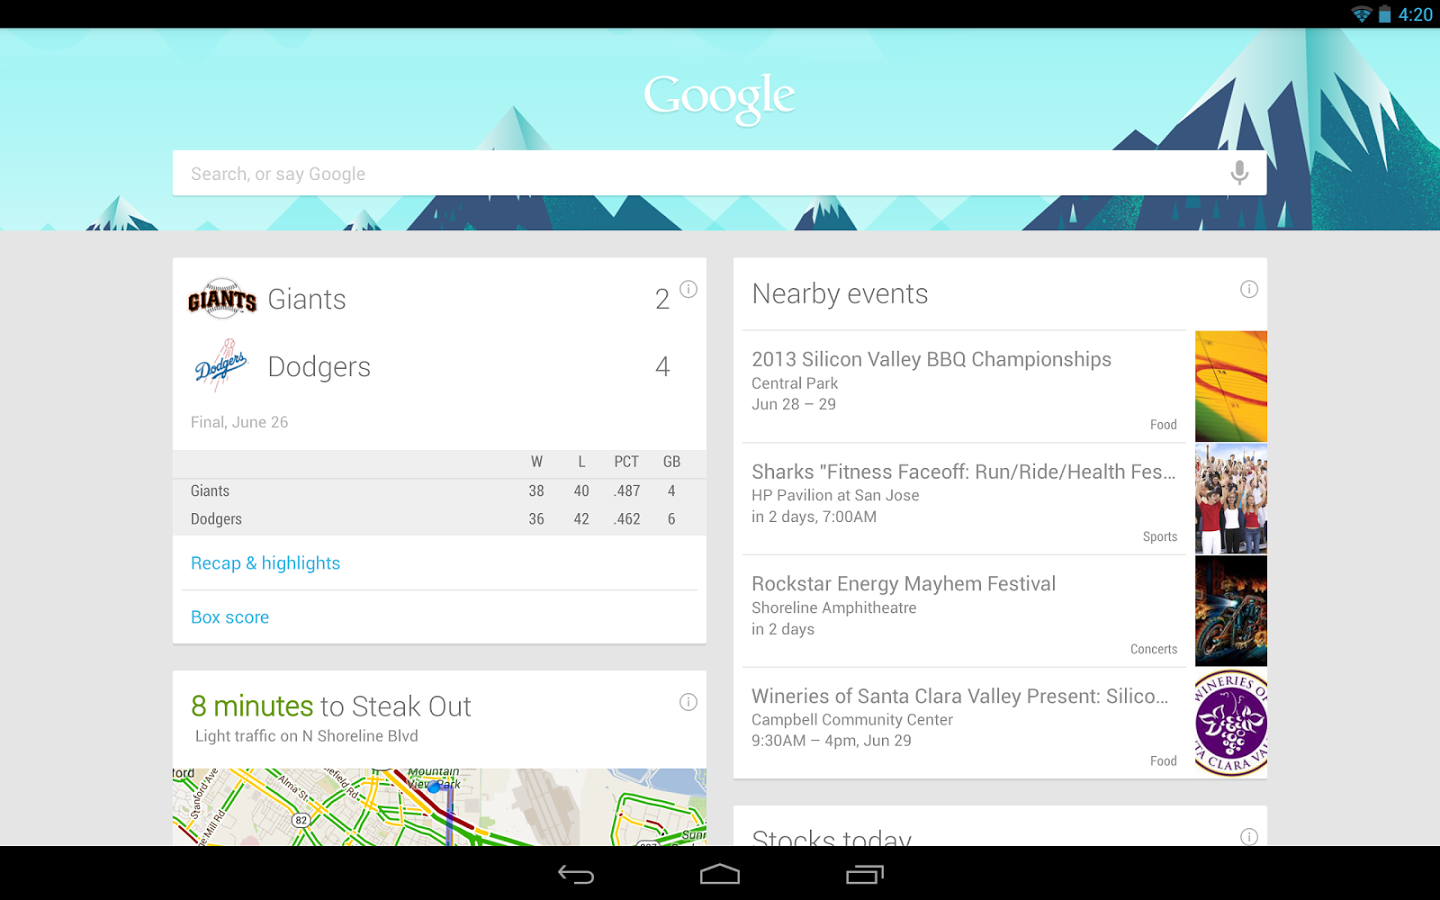 4:20
Google
Search, or say Google
GIANTS Giants 2
Dodgers Dodgers 4
Final, June 26
W L PCT GB
Giants 38 40 .487 4
Dodgers 36 42 .462 6
Recap & highlights
Box score
8 minutes to Steak Out
Light traffic on N Shoreline Blvd
Mountain
View Park
Stanford Ave
Alma St
82
Nearby events
2013 Silicon Valley BBQ Championships
Central Park
Jun 28 – 29
Food
Sharks "Fitness Faceoff: Run/Ride/Health Fes...
HP Pavilion at San Jose
in 2 days, 7:00AM
Sports
Rockstar Energy Mayhem Festival
Shoreline Amphitheatre
in 2 days
Concerts
Wineries of Santa Clara Valley Present: Silico...
Campbell Community Center
9:30AM – 4pm, Jun 29
Food
WINERIES OF
TA CLARA VA
Stocks today